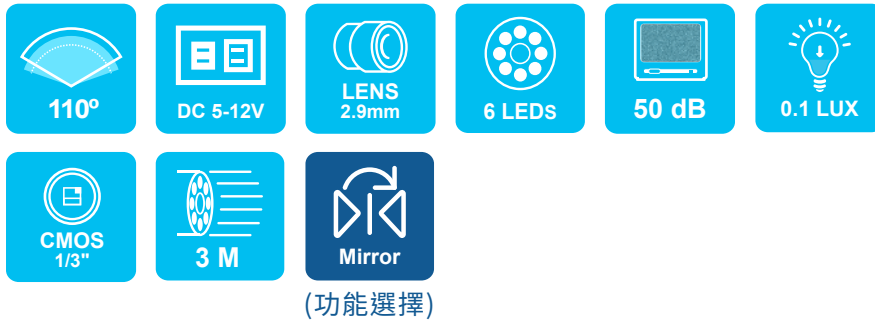 110º
DC 5-12V
LENS
2.9mm
6 LEDs
50 dB
0.1 LUX
CMOS
1/3"
3 M
Mirror
(功能選擇)